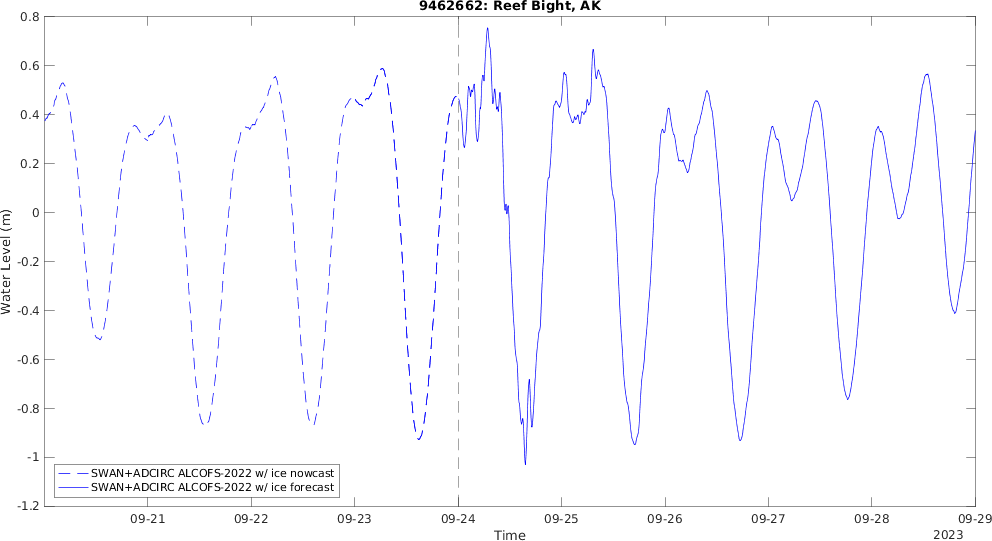 9462662: Reef Bight, AK
Water Level (m)
0.8
0.6
0.4
0.2
0
-0.2
-0.4
-0.6
-0.8
-1
-1.2
SWAN+ADCIRC ALCOFS-2022 w/ ice nowcast
SWAN+ADCIRC ALCOFS-2022 w/ ice forecast
09-21 09-22 09-23 09-24 09-25 09-26 09-27 09-28 09-29
Time
2023